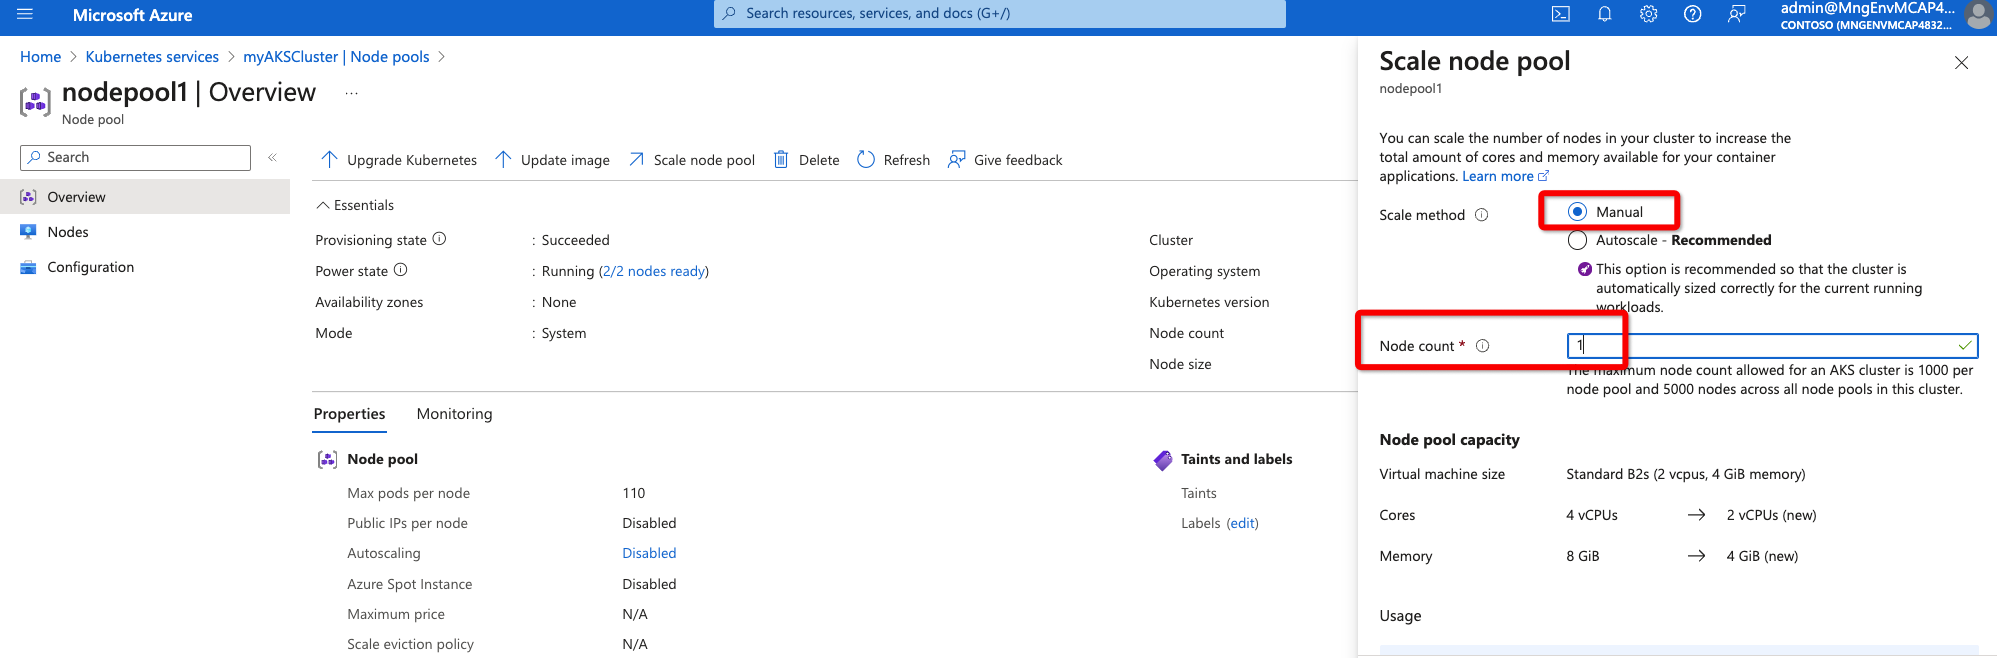 Microsoft Azure
Search resources, services, and docs (G+/)
admin@MngEnvMCAP4...
CONTOSO (MNGENVMCAP4832...
Home > Kubernetes services > myAKSCluster | Node pools >
nodepool1 | Overview ...
Node pool
Search
Overview
Nodes
Configuration
Upgrade Kubernetes Update image Scale node pool Delete Refresh Give feedback
Essentials
Provisioning state : Succeeded
Power state : Running (2/2 nodes ready)
Availability zones : None
Mode : System
Cluster
Operating system
Kubernetes version
Node count
Node size
Properties Monitoring
Node pool
Max pods per node 110
Public IPs per node Disabled
Autoscaling Disabled
Azure Spot Instance Disabled
Maximum price N/A
Scale eviction policy N/A
Taints and labels
Taints
Labels (edit)
Scale node pool
nodepool1
You can scale the number of nodes in your cluster to increase the
total amount of cores and memory available for your container
applications. Learn more
Scale method
Manual
Autoscale - Recommended
This option is recommended so that the cluster is
automatically sized correctly for the current running
workloads.
Node count * 1
The maximum node count allowed for an AKS cluster is 1000 per
node pool and 5000 nodes across all node pools in this cluster.
Node pool capacity
Virtual machine size Standard B2s (2 vcpus, 4 GiB memory)
Cores 4 vCPUs → 2 vCPUs (new)
Memory 8 GiB → 4 GiB (new)
Usage